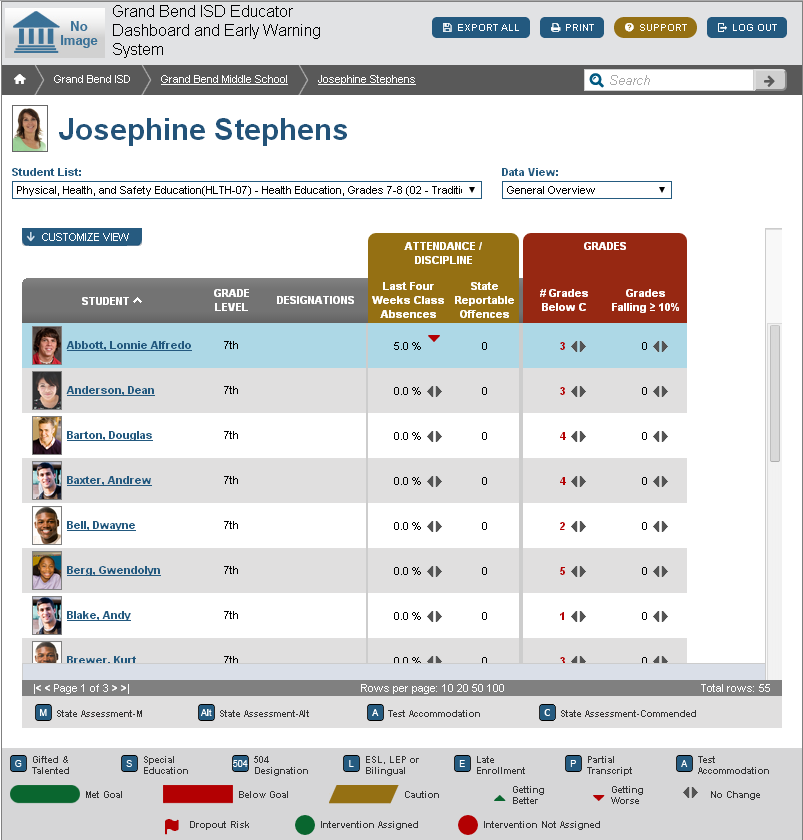 No
Image
Grand Bend ISD Educator
Dashboard and Early Warning
System
EXPORT ALL
PRINT
SUPPORT
LOG OUT
Grand Bend ISD
Grand Bend Middle School
Josephine Stephens
Search
Josephine Stephens
Student List:
Data View:
Physical, Health, and Safety Education(HLTH-07) - Health Education, Grades 7-8 (02 - Traditi
General Overview
CUSTOMIZE VIEW
ATTENDANCE /
DISCIPLINE
GRADES
STUDENT
GRADE
LEVEL
DESIGNATIONS
Last Four
Weeks Class
Absences
State
Reportable
Offences
# Grades
Below C
Grades
Falling ≥ 10%
Abbott, Lonnie Alfredo 7th 5.0 % 0 3 0
Anderson, Dean 7th 0.0 % 0 3 0
Barton, Douglas 7th 0.0 % 0 4 0
Baxter, Andrew 7th 0.0 % 0 4 0
Bell, Dwayne 7th 0.0 % 0 2 0
Berg, Gwendolyn 7th 0.0 % 0 5 0
Blake, Andy 7th 0.0 % 0 1 0
Brewer, Kurt 7th 0.0 % 0 3 0
|< < Page 1 of 3 > >| Rows per page: 10 20 50 100 Total rows: 55
M State Assessment-M
Alt State Assessment-Alt
A Test Accommodation
C State Assessment-Commended
G Gifted &
Talented
S Special
Education
504 504
Designation
L ESL, LEP or
Bilingual
E Late
Enrollment
P Partial
Transcript
A Test
Accommodation
Met Goal
Below Goal
Caution
Getting
Better
Getting
Worse
No Change
Dropout Risk
Intervention Assigned
Intervention Not Assigned